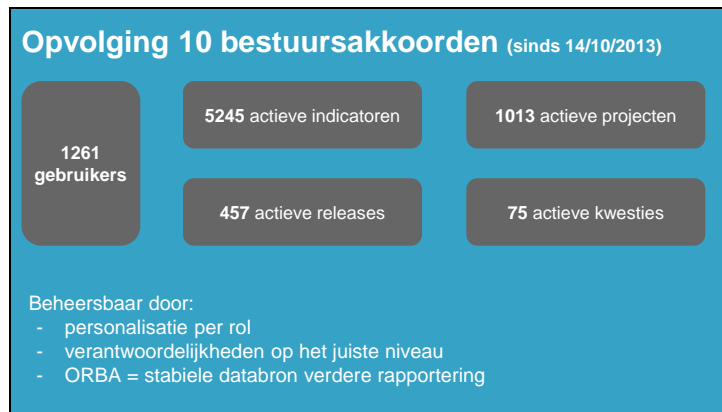 Opvolging 10 bestuursakkoorden (sinds 14/10/2013)
1261
gebruikers
5245 actieve indicatoren
1013 actieve projecten
457 actieve releases
75 actieve kwesties
Beheersbaar door:
- personalisatie per rol
- verantwoordelijkheden op het juiste niveau
- ORBA = stabiele databron verdere rapportering